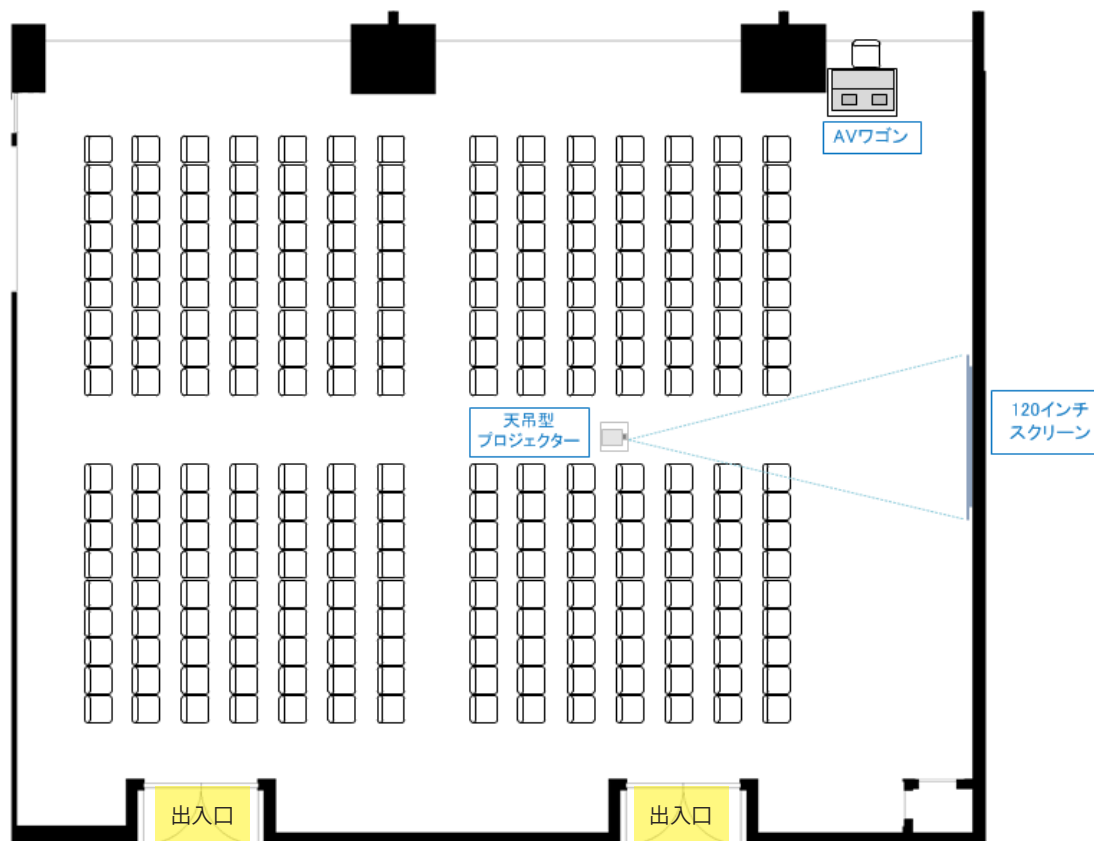 AVワゴン
天吊型
プロジェクター
120インチ
スクリーン
出入口
出入口